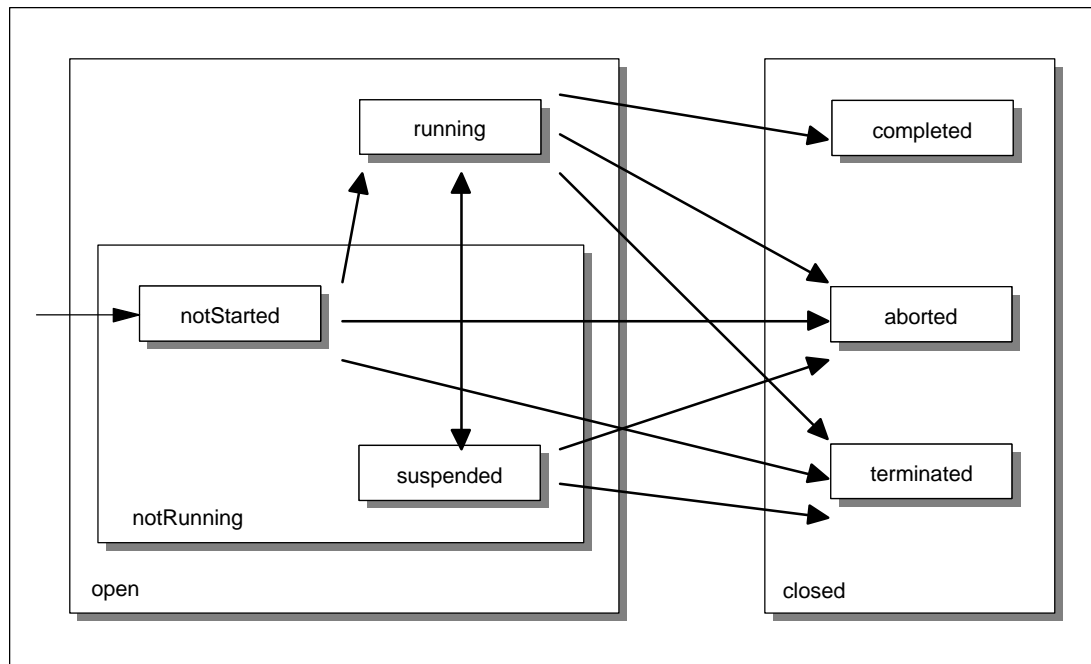 running
completed
notStarted
aborted
suspended
terminated
notRunning
open
closed